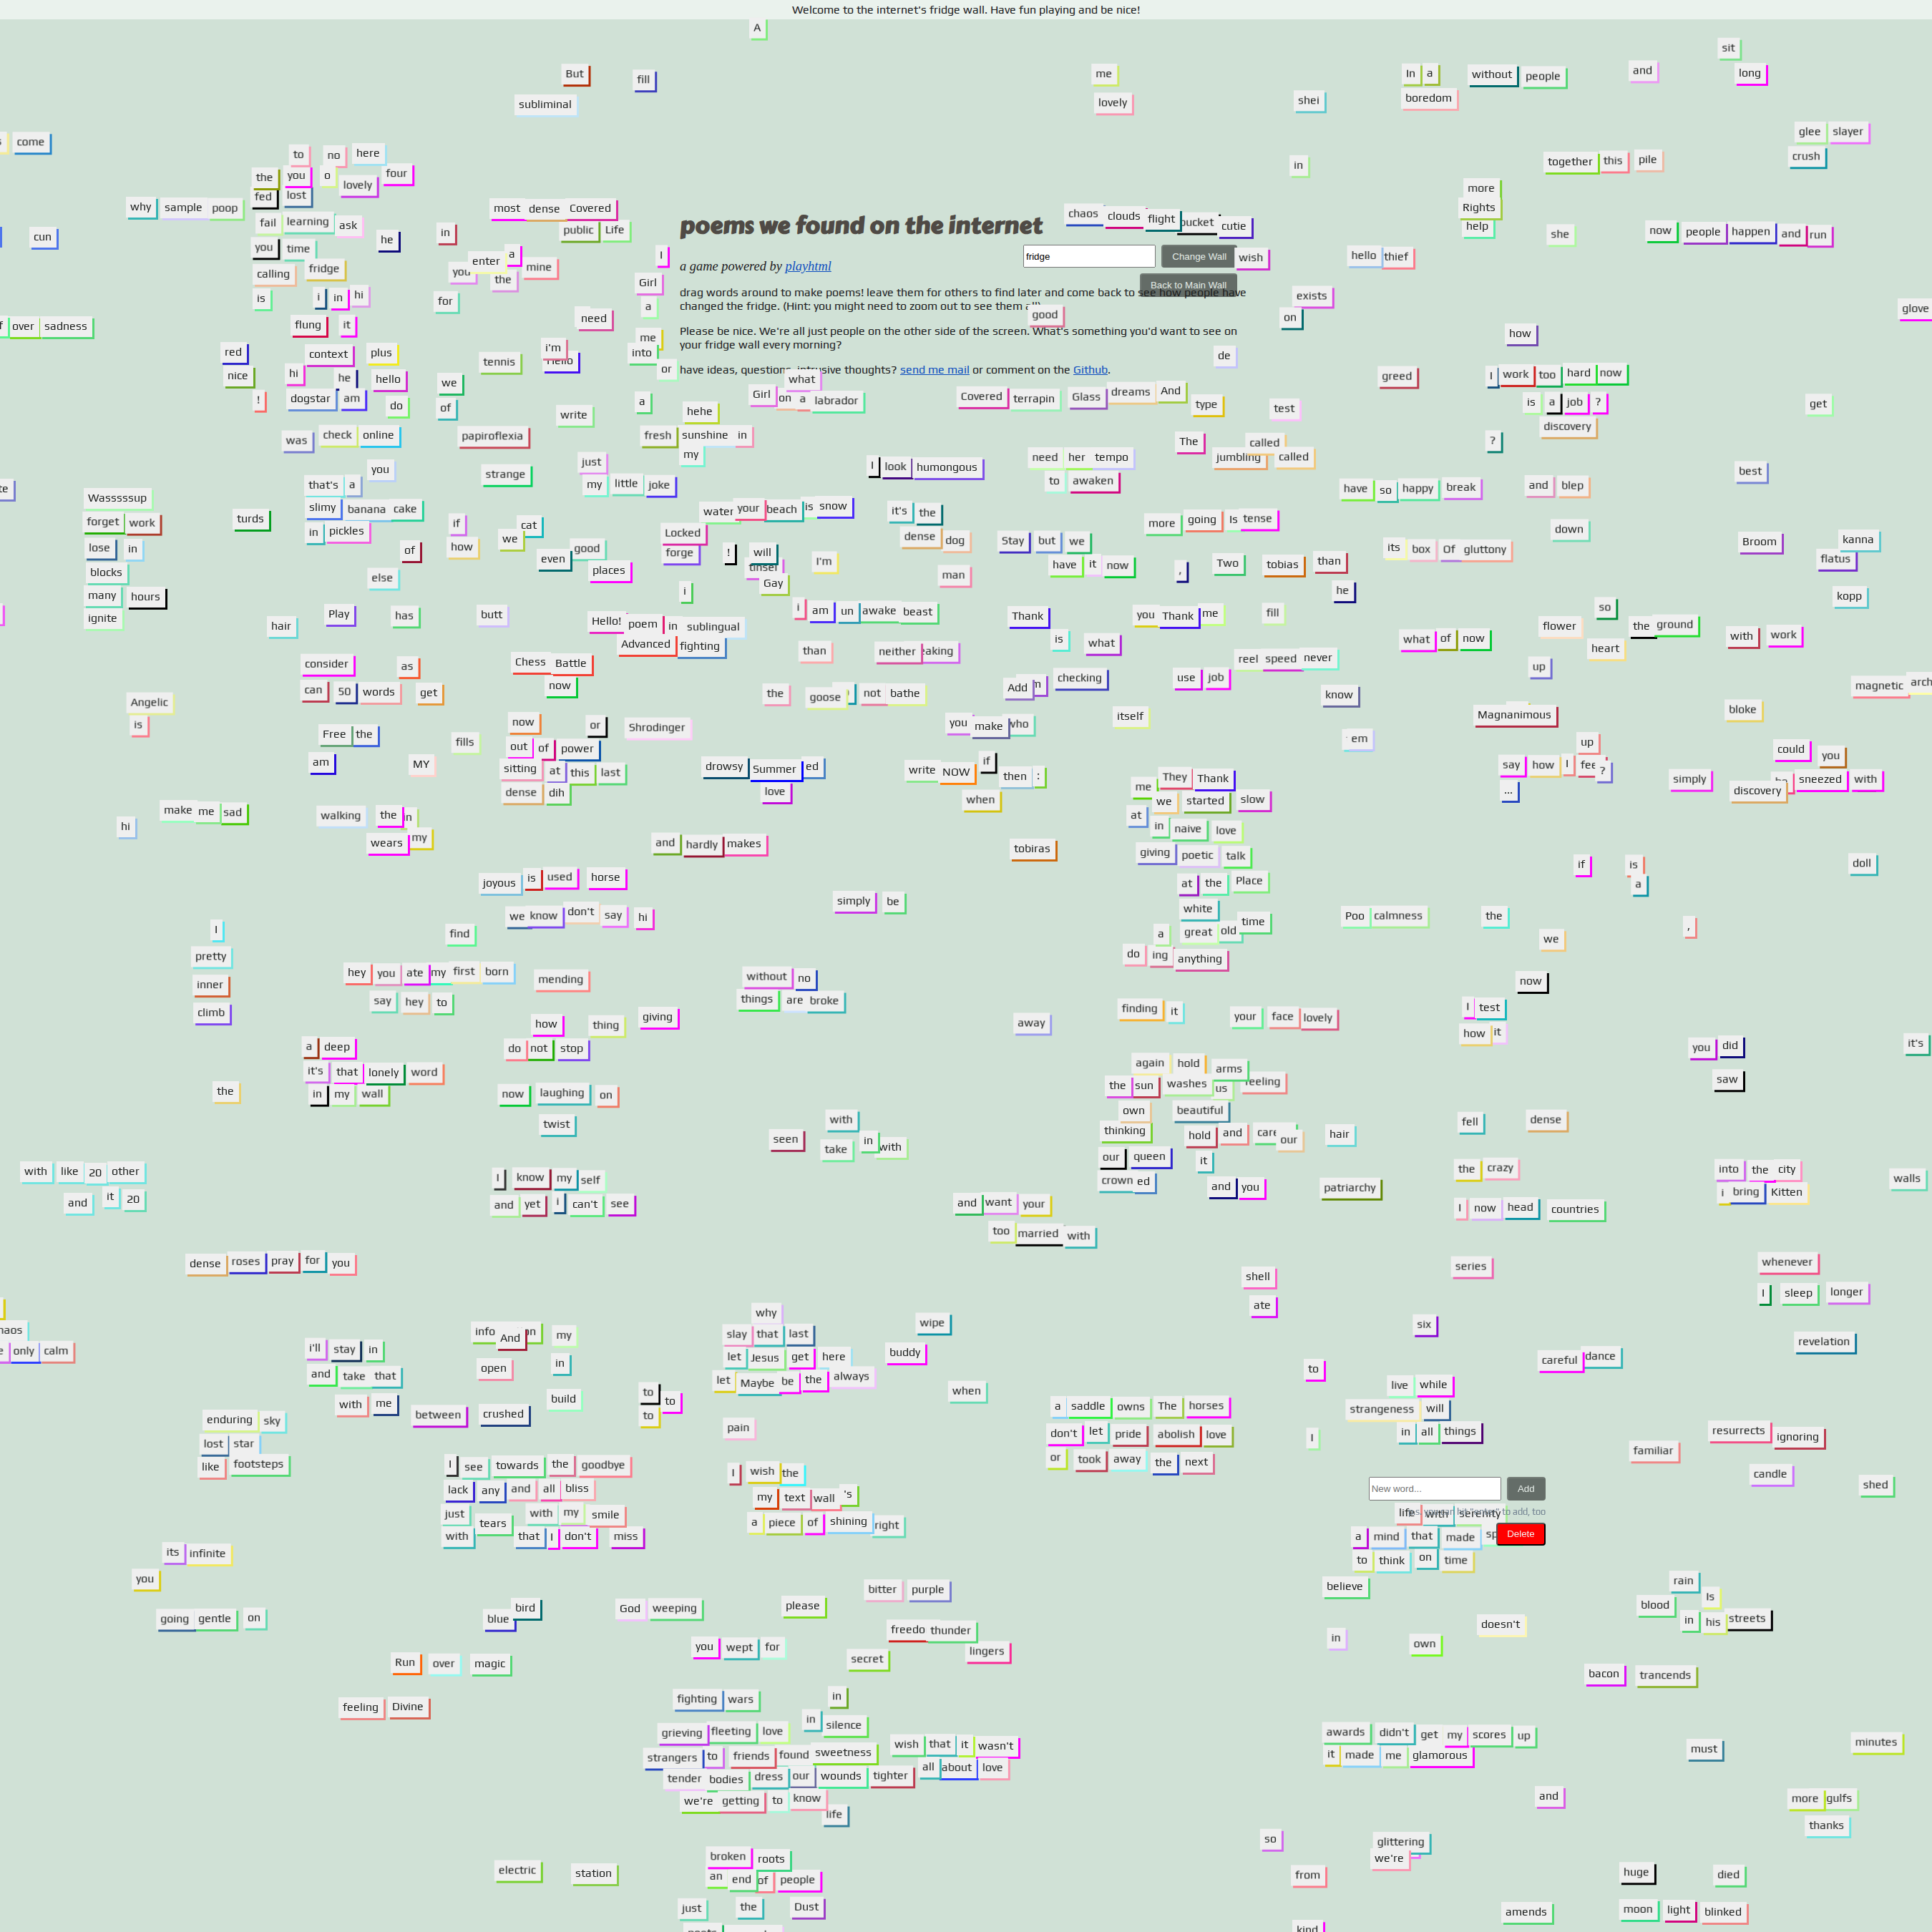 Welcome to the internet's fridge wall. Have fun playing and be nice!
A
sit
But fill me In a without people and long
subliminal lovely shei boredom
come glee slayer
to no here together this pile crush
the you o four in
fed lost lovely more
why sample poop most dense Covered chaos clouds flight bucket cutie Rights
fail learning ask public Life poems we found on the internet help she now people happen and run
cun you time he in
calling fridge you enter a mine I fridge Change Wall wish hello thief
the a game powered by playhtml
is i in hi for Girl Back to Main Wall exists
drag words around to make poems! leave them for others to find later and come back to see how people have
changed the fridge. (Hint: you might need to zoom out to see them all)
a good on glove
over sadness flung it need
Please be nice. We're all just people on the other side of the screen. What's something you'd want to see on
your fridge wall every morning?
me how
red context plus tennis i'm Hello into de
or have ideas, questions, intrusive thoughts? send me mail or comment on the Github.
nice hi he hello we what greed I work too hard now
! dogstar am do of write a hehe Girl on a labrador Covered terrapin Glass dreams And type test is a job ? get
was check online papiroflexia fresh sunshine in The called ? discovery
you just my I look humongous need her tempo jumbling called best
that's a strange my little joke to awaken have so happy break and blep
Wasssssup slimy banana cake water your beach is snow it's the
forget work turds in pickles if cat Locked dense dog more going Is tense down Broom kanna
lose in of how we even good forge ! will Stay but we its box Of gluttony flatus
blocks else places tinsel I'm man have it now , Two tobias than
many hours i Gay he kopp
ignite hair Play has butt Hello! poem in sublingual i am un awake beast Thank you Thank me fill so
Advanced fighting than neither is what what of now flower the ground with work
consider as Chess Battle reel speed never heart
can 50 words get now the goose not bathe Add checking use job know up magnetic
Angelic
is now or Shrodinger you make who itself Magnanimous bloke
Free the fills out of power em up could you
am MY sitting at this last drowsy Summer ed write NOW if then : They Thank say how I ? simply sneezed with
dense dih love when me we started slow ... discovery
make me sad walking the in at in naive love
hi wears my and hardly makes tobiras giving poetic talk if is doll
joyous is used horse at the Place a
we know don't say hi simply be white Poo calmness the
I find a great old time we ,
pretty do ing anything
inner hey you ate my first born mending without no now
climb say hey to things are broke finding it I test
how thing giving away your face lovely how it
a deep do not stop you did it's
it's that lonely word again hold arms
the in my wall now laughing on the sun washes us feeling saw
twist own beautiful fell dense
with thinking hold and care our hair
seen take in with our queen it the crazy into the city
with like 20 other I know my self crown ed and you patriarchy i bring Kitten walls
and it 20 and yet i can't see and want your I now head countries
too married with
dense roses pray for you shell series whenever
ate I sleep longer
why wipe six
only calm i'll stay in And my slay that last revelation
and take that open in let Jesus get here buddy to careful dance
with me build let Maybe be the always when live while
enduring sky between crushed to to to pain a saddle owns The horses strangeness will
lost star don't let pride abolish love I in all things resurrects ignoring
like footsteps I see towards the goodbye I wish the or took away the next familiar candle shed
lack any and all bliss my text wall 's New word... Add
just tears with my smile a piece of shining right life with serenity
with that I don't miss a mind that made Delete
its infinite to think on time
you bitter purple believe rain Is
going gentle on blue bird God weeping please blood in his streets
you wept for freedo thunder in own doesn't
Run over magic secret lingers bacon trancends
feeling Divine fighting wars in
grieving fleeting love in silence awards didn't get my scores up minutes
strangers to friends found sweetness wish that it wasn't it made me glamorous must
tender bodies dress our wounds tighter all about love
we're getting to know life and more gulfs
thanks
electric station broken roots so glittering
an end of people from we're huge died
just the Dust amends moon light blinked
kind